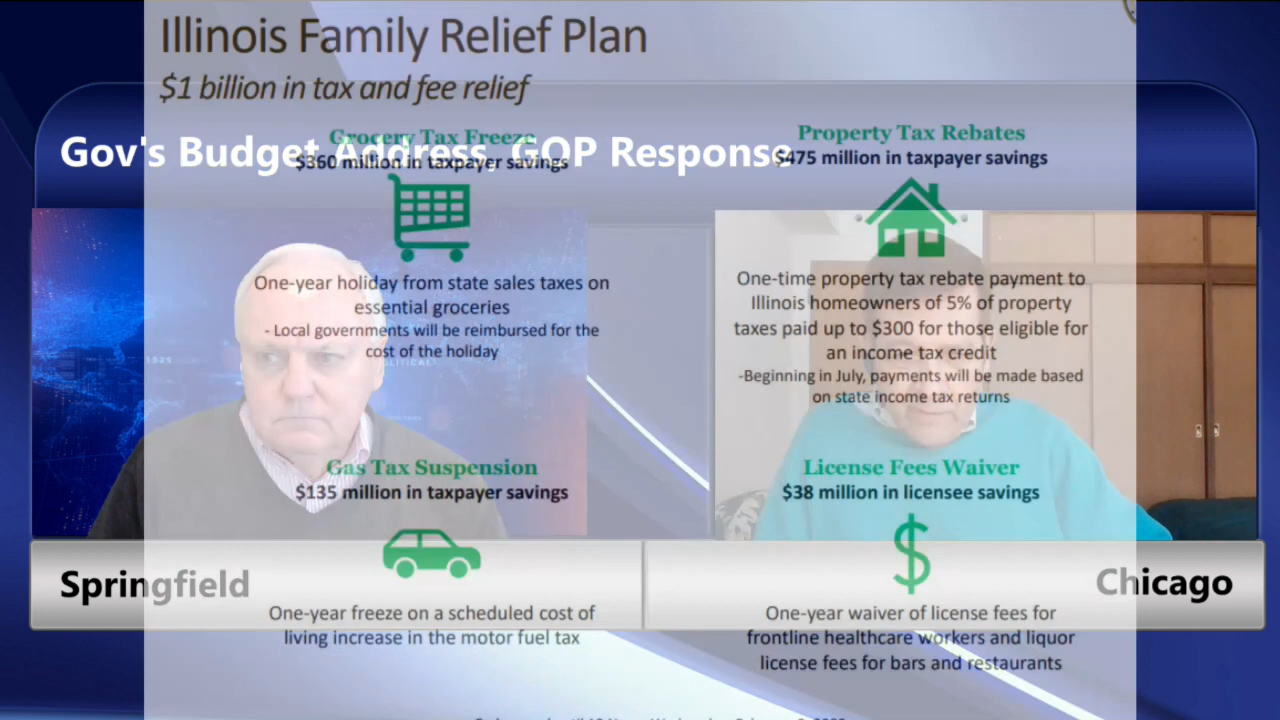 Illinois Family Relief Plan
$1 billion in tax and fee relief
Gov's Budget Address, GOP Response
Grocery Tax Freeze
$360 million in taxpayer savings
One-year holiday from state sales taxes on
essential groceries
- Local governments will be reimbursed for the
cost of the holiday
Property Tax Rebates
$475 million in taxpayer savings
One-time property tax rebate payment to
Illinois homeowners of 5% of property
taxes paid up to $300 for those eligible for
an income tax credit
-Beginning in July, payments will be made based
on state income tax returns
Gas Tax Suspension
$135 million in taxpayer savings
One-year freeze on a scheduled cost of
living increase in the motor fuel tax
License Fees Waiver
$38 million in licensee savings
One-year waiver of license fees for
frontline healthcare workers and liquor
license fees for bars and restaurants
Springfield
Chicago